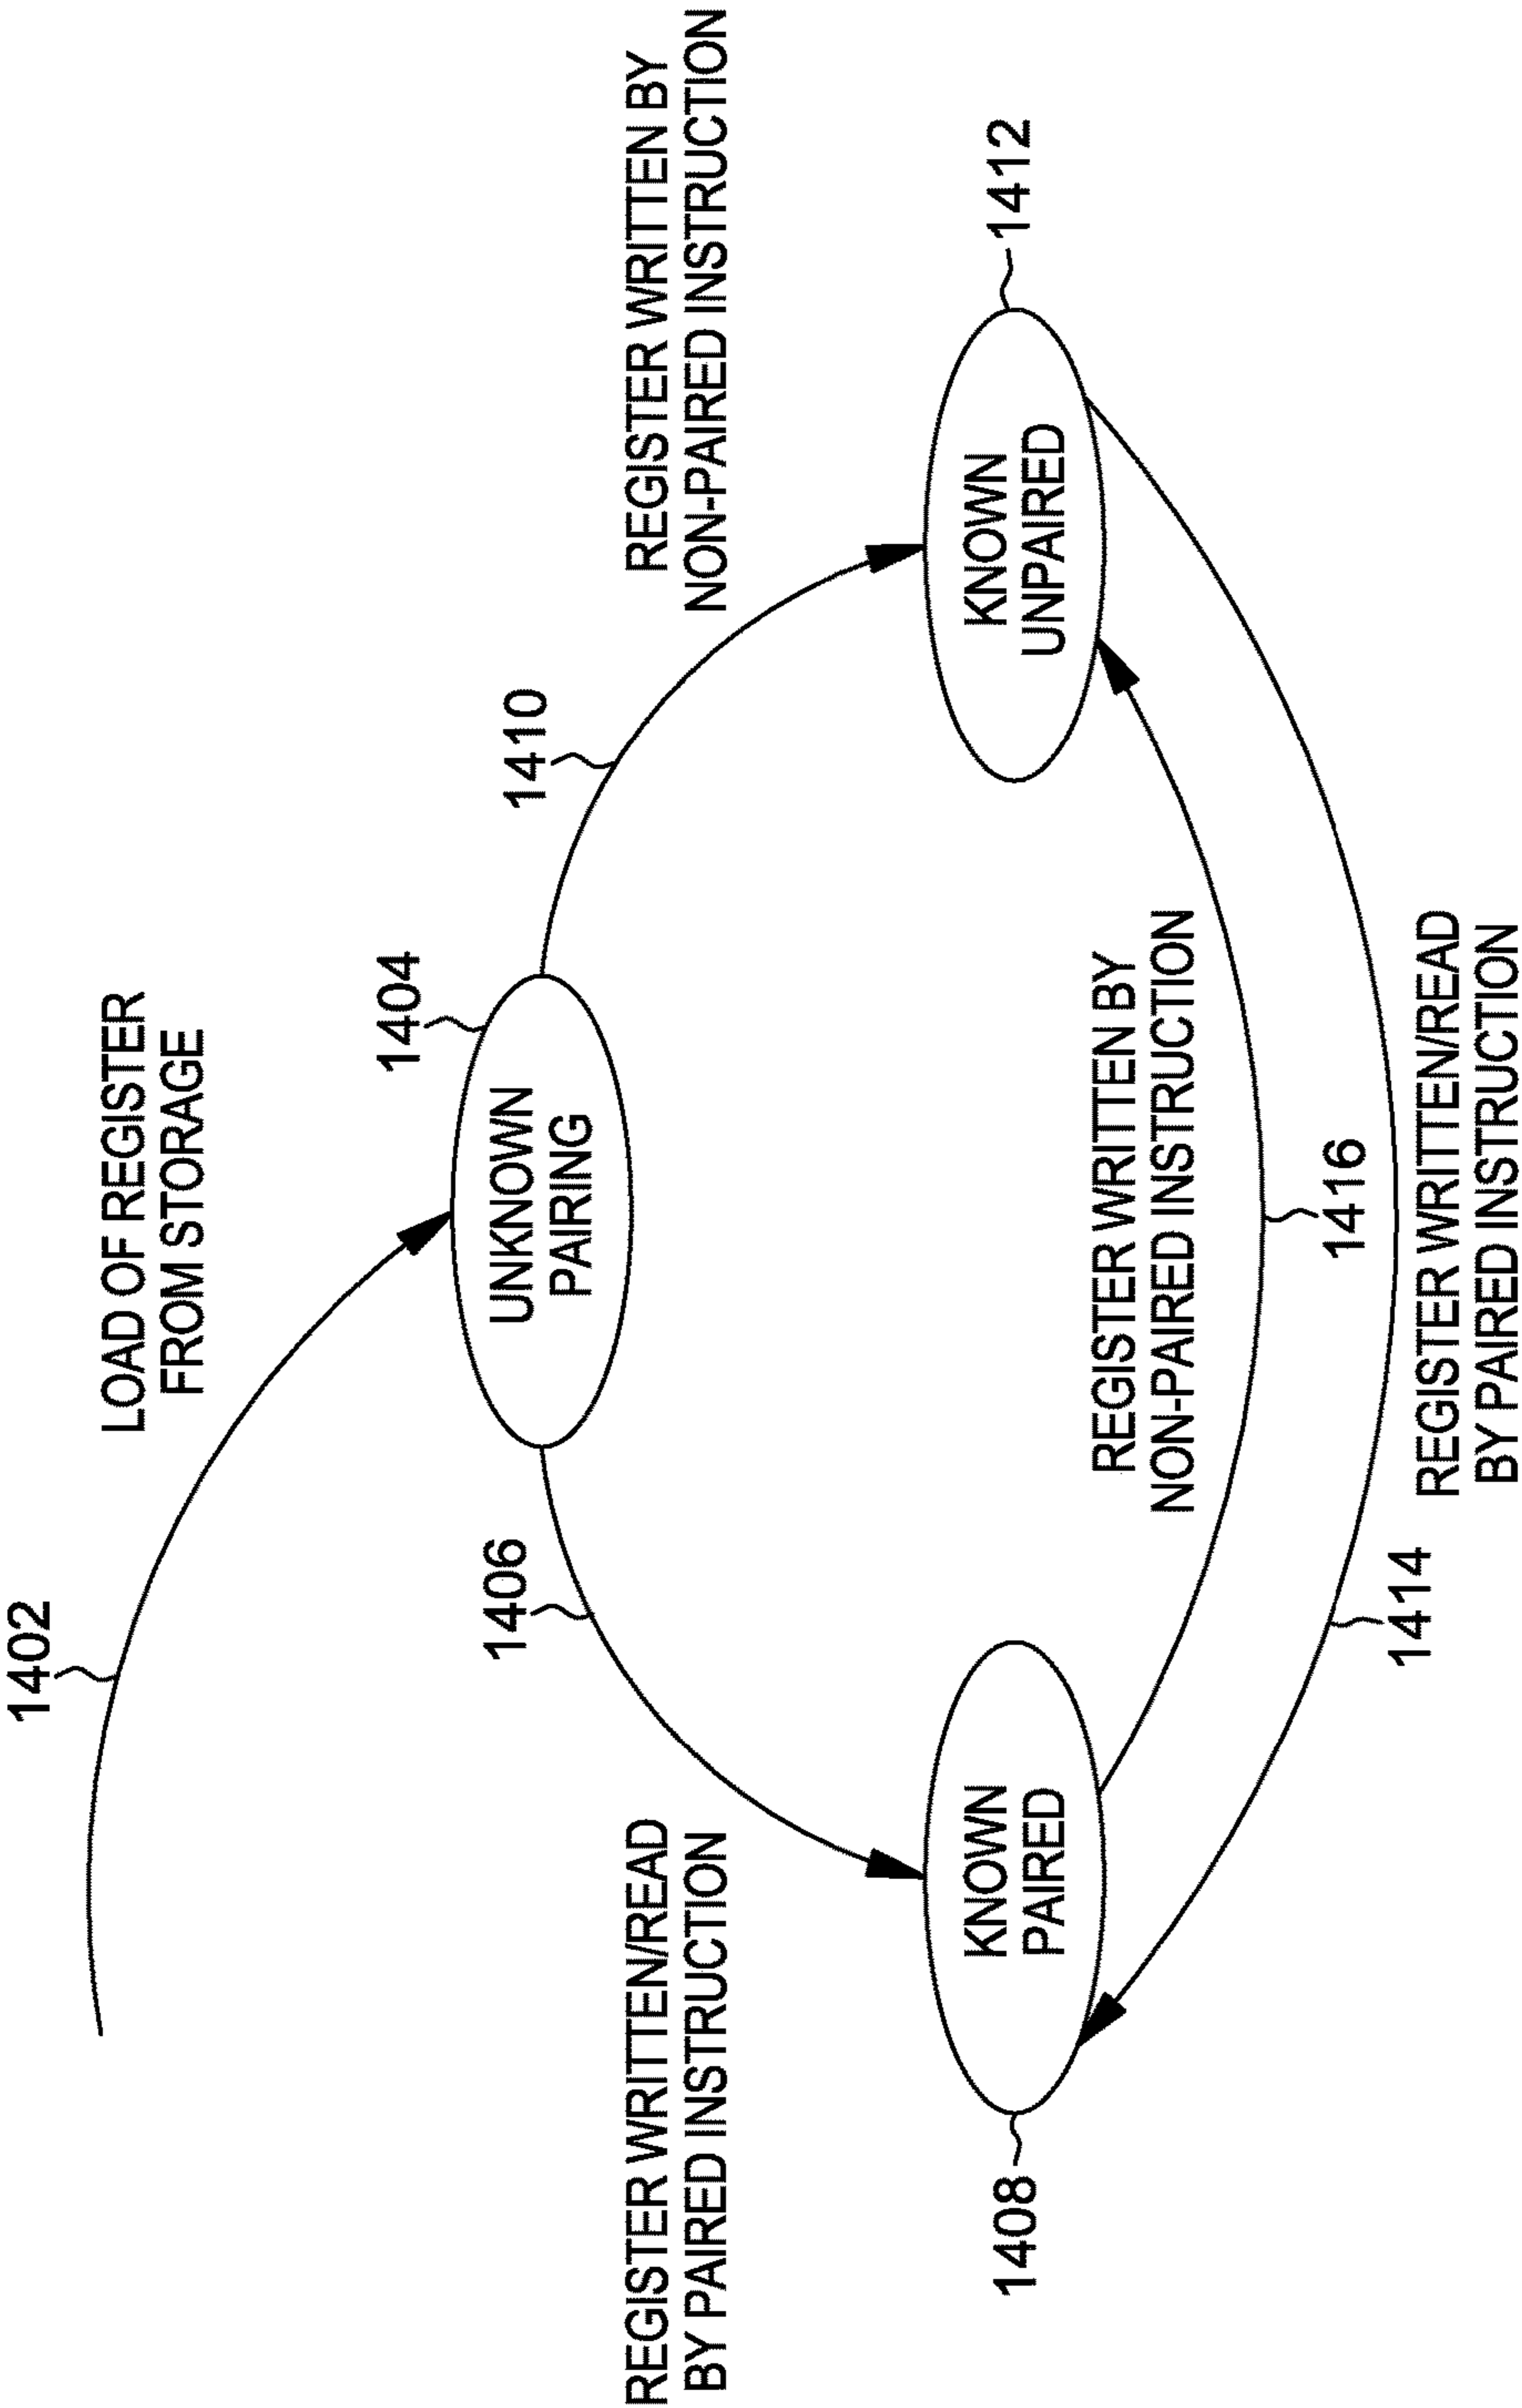 1402
LOAD OF REGISTER
FROM STORAGE
1404
UNKNOWN
PAIRING
1406
1410
REGISTER WRITTEN/READ
BY PAIRED INSTRUCTION
REGISTER WRITTEN BY
NON-PAIRED INSTRUCTION
1408
KNOWN
PAIRED
KNOWN
UNPAIRED
1412
REGISTER WRITTEN BY
NON-PAIRED INSTRUCTION
1416
1414
REGISTER WRITTEN/READ
BY PAIRED INSTRUCTION